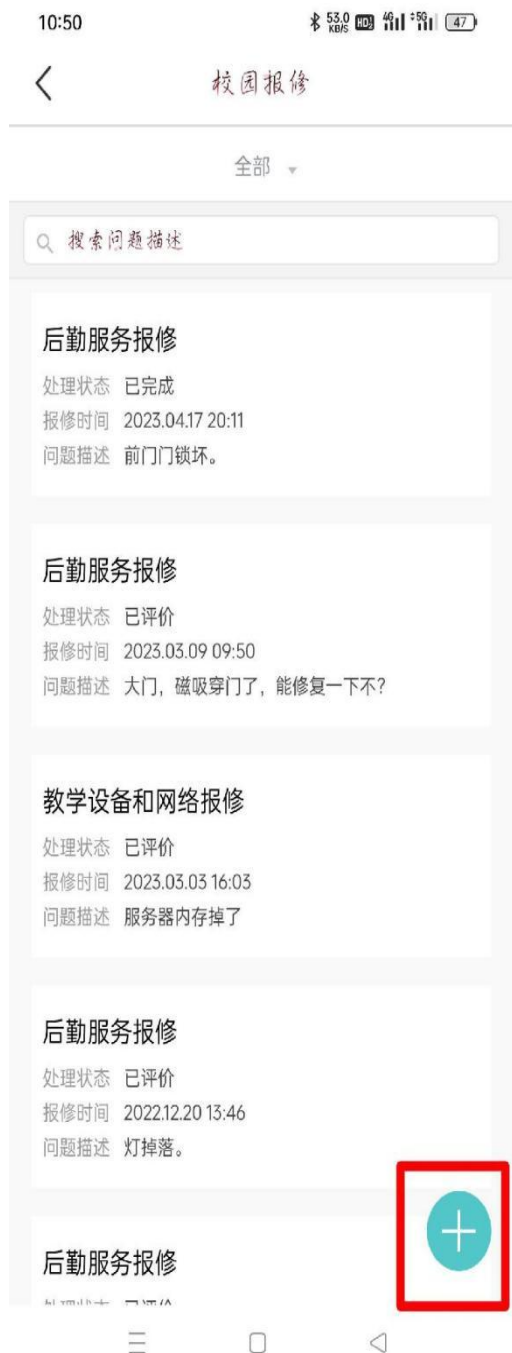 10:50 53.0 KB/S HD2 4G 5G 47
校园报修
全部
搜索问题描述
后勤服务报修
处理状态 已完成
报修时间 2023.04.17 20:11
问题描述 前门门锁坏。
后勤服务报修
处理状态 已评价
报修时间 2023.03.09 09:50
问题描述 大门，磁吸穿门了，能修复一下不?
教学设备和网络报修
处理状态 已评价
报修时间 2023.03.03 16:03
问题描述 服务器内存掉了
后勤服务报修
处理状态 已评价
报修时间 2022.12.20 13:46
问题描述 灯掉落。
后勤服务报修